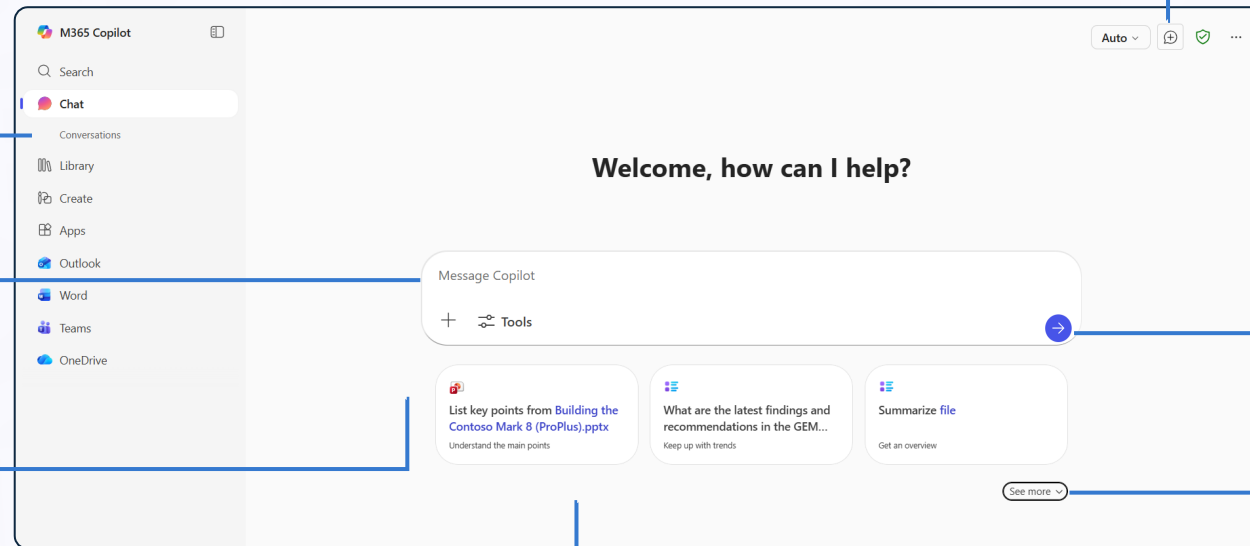 M365 Copilot
Search
Chat
Conversations
Library
Create
Apps
Outlook
Word
Teams
OneDrive
Auto
Welcome, how can I help?
Message Copilot
Tools
List key points from Building the
Contoso Mark 8 (ProPlus).pptx
Understand the main points
What are the latest findings and
recommendations in the GEM...
Keep up with trends
Summarize file
Get an overview
See more